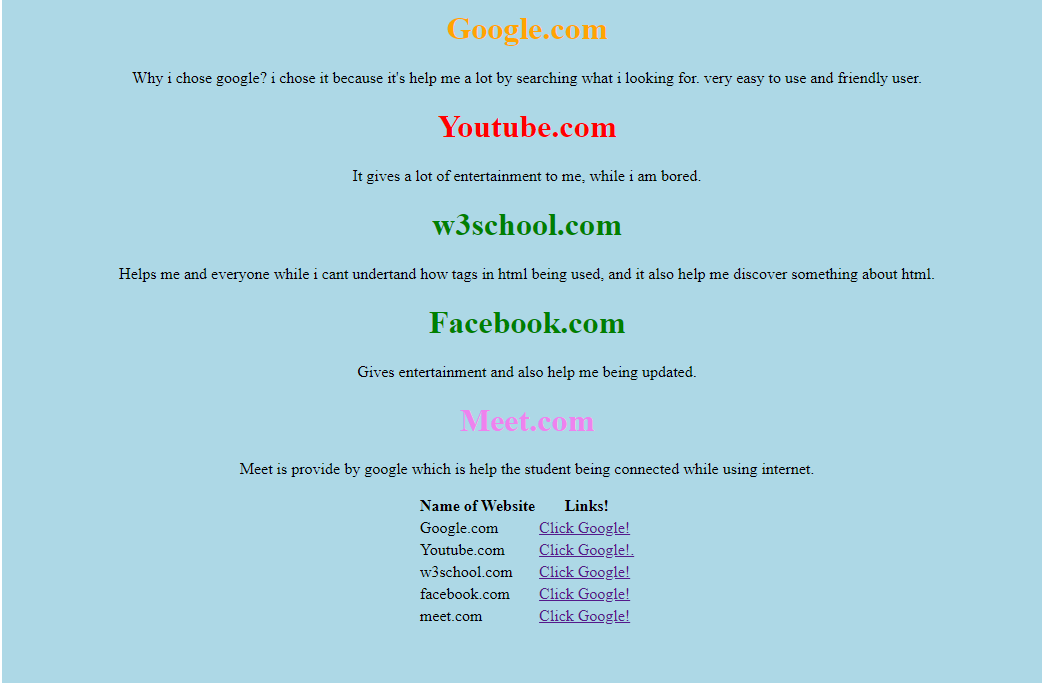 Google.com
Why i chose google? i chose it because it's help me a lot by searching what i looking for. very easy to use and friendly user.
Youtube.com
It gives a lot of entertainment to me, while i am bored.
w3school.com
Helps me and everyone while i cant undertand how tags in html being used, and it also help me discover something about html.
Facebook.com
Gives entertainment and also help me being updated.
Meet.com
Meet is provide by google which is help the student being connected while using internet.
Name of Website Links!
Google.com Click Google!
Youtube.com Click Google!.
w3school.com Click Google!
facebook.com Click Google!
meet.com Click Google!